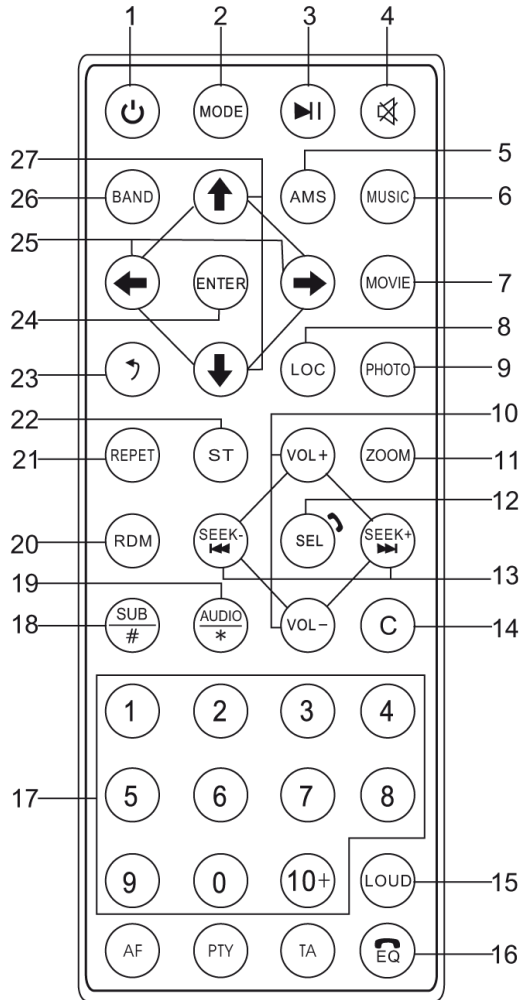 1 2 3 4
MODE
27 5
26 BAND AMS MUSIC 6
25
ENTER MOVIE 7
24 8
23 LOC PHOTO 9
22 10
21 REPET ST VOL+ ZOOM 11
12
20 RDM SEEK- SEL SEEK+
19 13
18 SUB # AUDIO * VOL- C 14
1 2 3 4
17 5 6 7 8
9 0 10+ LOUD 15
AF PTY TA EQ 16